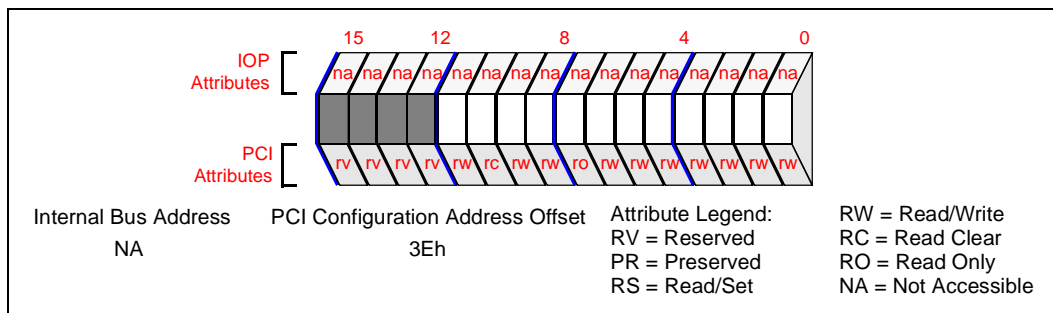 15 12 8 4 0
IOP
Attributes
na na na na na na na na na na na na na na na na
PCI
Attributes
rv rv rv rv rw rc rw rw ro rw rw rw rw rw rw rw
Internal Bus Address
NA
PCI Configuration Address Offset
3Eh
Attribute Legend:
RV = Reserved
PR = Preserved
RS = Read/Set
RW = Read/Write
RC = Read Clear
RO = Read Only
NA = Not Accessible